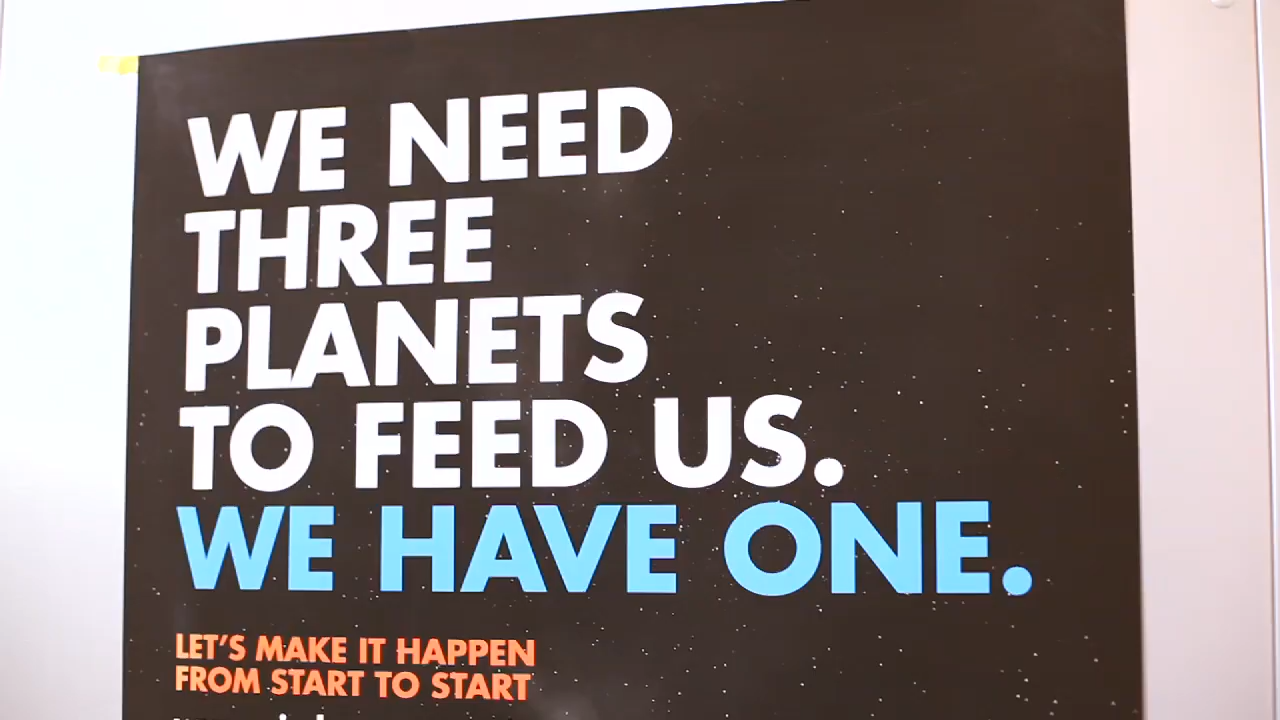 WE NEED
THREE
PLANETS
TO FEED US.
WE HAVE ONE.
LET'S MAKE IT HAPPEN
FROM START TO START